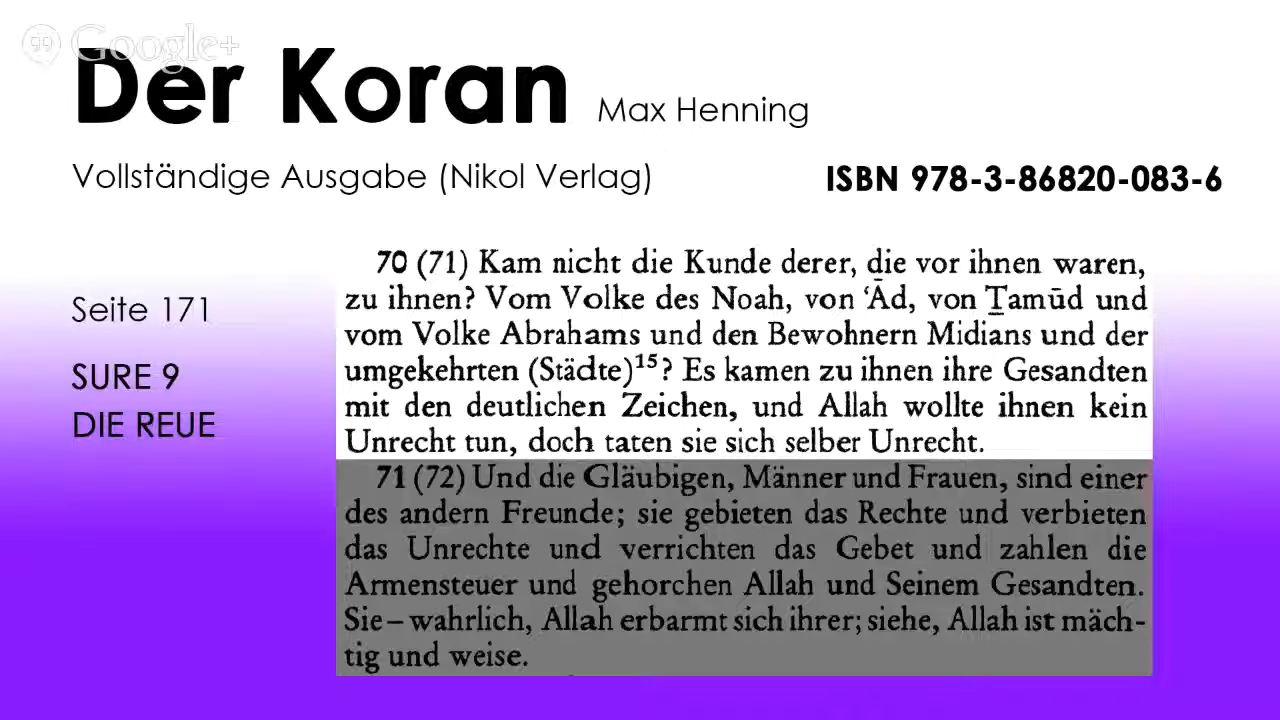 Google+
Der Koran Max Henning
Vollständige Ausgabe (Nikol Verlag)
ISBN 978-3-86820-083-6
Seite 171
SURE 9
DIE REUE
70 (71) Kam nicht die Kunde derer, die vor ihnen waren,
zu ihnen? Vom Volke des Noah, von ‘Ād, von Ṯamūd und
vom Volke Abrahams und den Bewohnern Midians und der
umgekehrten (Städte)¹⁵? Es kamen zu ihnen ihre Gesandten
mit den deutlichen Zeichen, und Allah wollte ihnen kein
Unrecht tun, doch taten sie sich selber Unrecht.
71 (72) Und die Gläubigen, Männer und Frauen, sind einer
des andern Freunde; sie gebieten das Rechte und verbieten
das Unrechte und verrichten das Gebet und zahlen die
Armensteuer und gehorchen Allah und Seinem Gesandten.
Sie – wahrlich, Allah erbarmt sich ihrer; siehe, Allah ist mäch-
tig und weise.